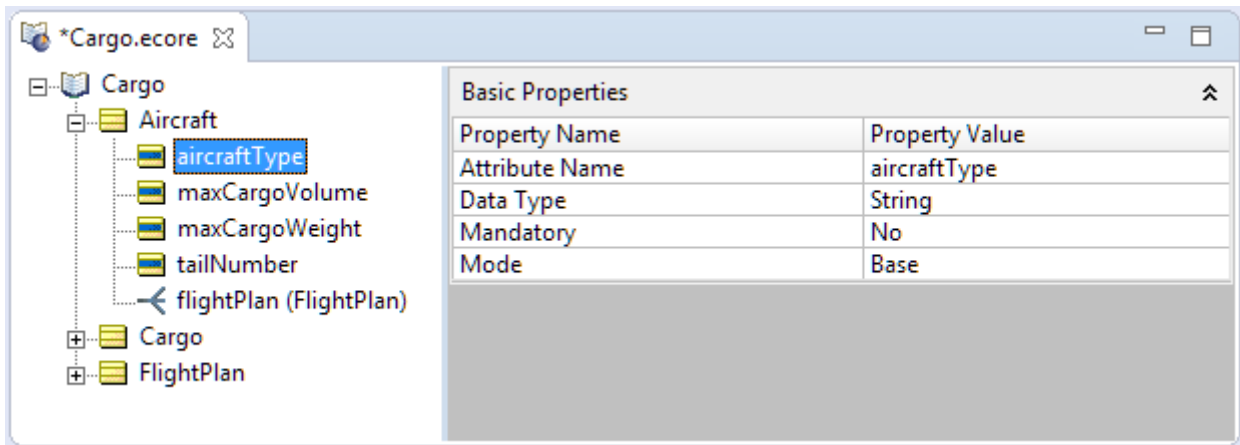 *Cargo.ecore
Cargo
Aircraft
aircraftType
maxCargoVolume
maxCargoWeight
tailNumber
flightPlan (FlightPlan)
Cargo
FlightPlan
Basic Properties
Property Name Property Value
Attribute Name aircraftType
Data Type String
Mandatory No
Mode Base